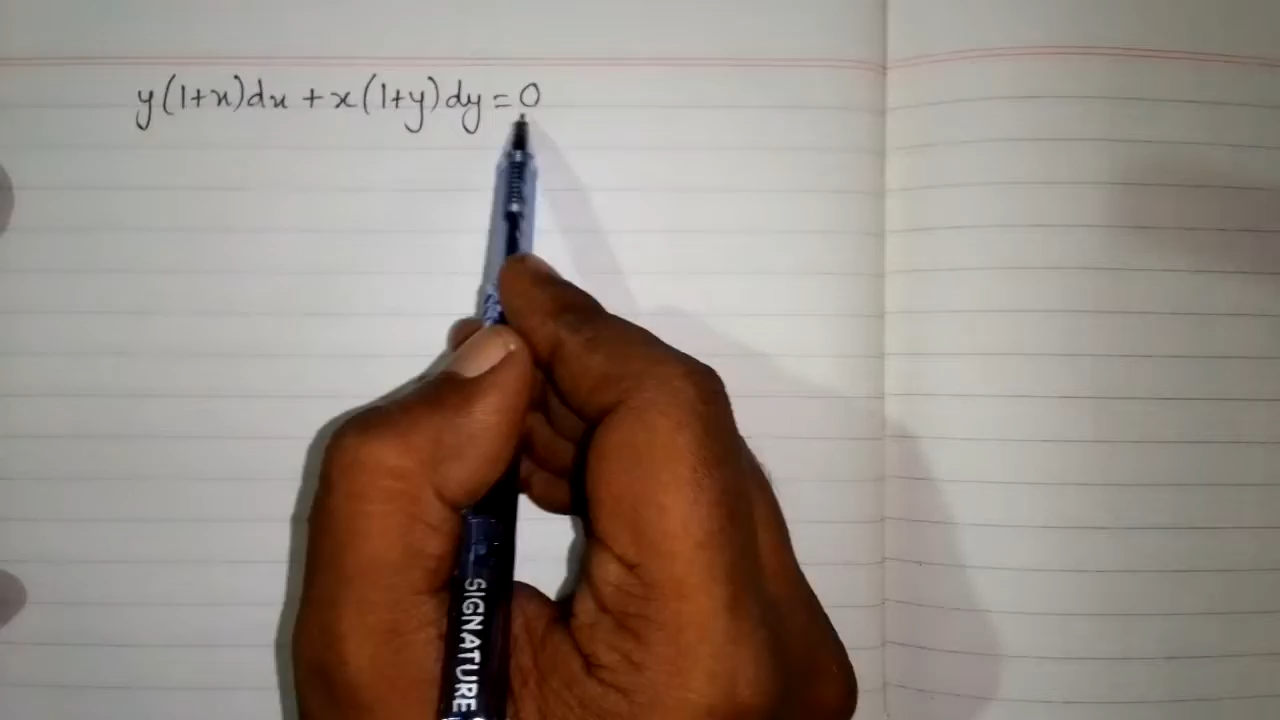 y(1+x)dx + x(1+y)dy = 0
SIGNATURE